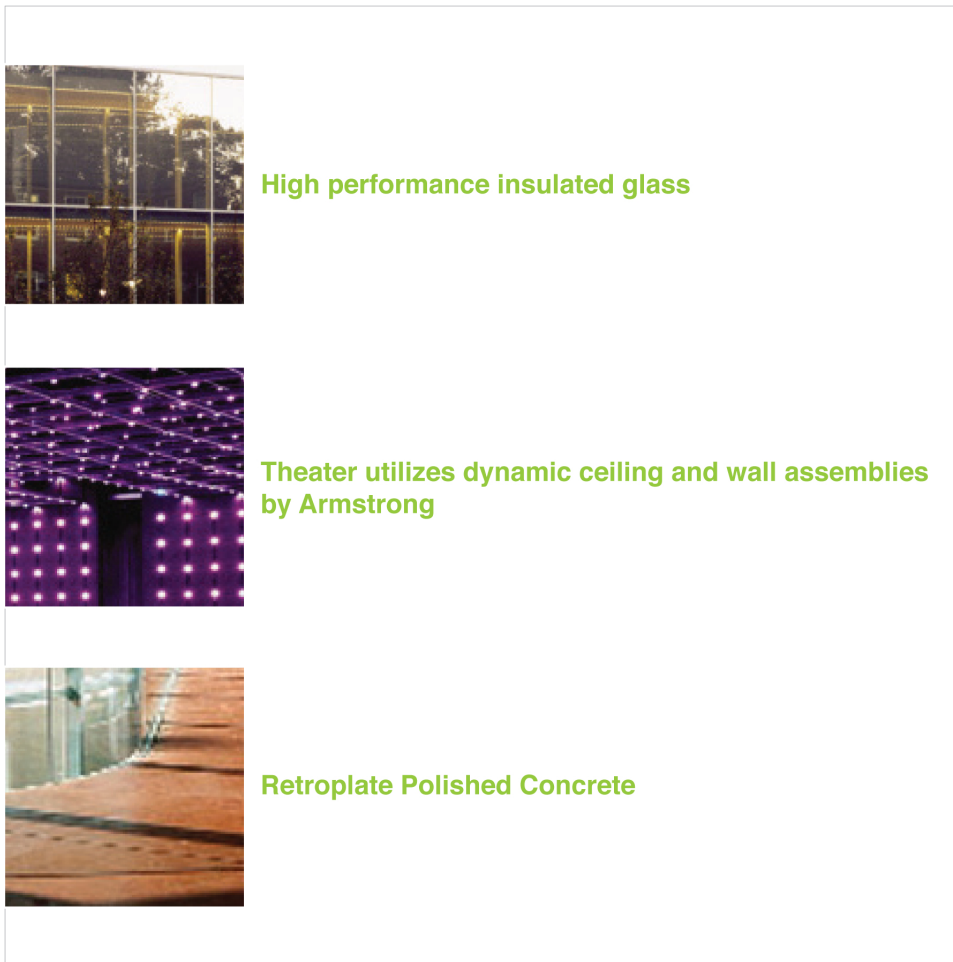 High performance insulated glass
Theater utilizes dynamic ceiling and wall assemblies
by Armstrong
Retroplate Polished Concrete